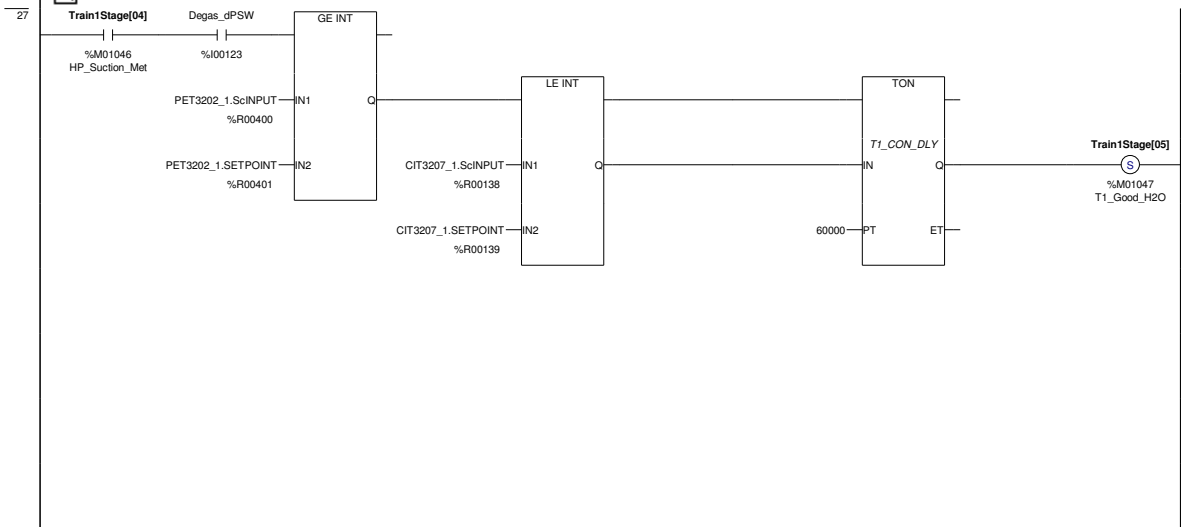 27
Train1Stage[04]
Degas_dPSW
GE INT
%M01046
%I00123
HP_Suction_Met
LE INT
TON
PET3202_1.ScINPUT
IN1
Q
%R00400
T1_CON_DLY
Train1Stage[05]
PET3202_1.SETPOINT
IN2
CIT3207_1.ScINPUT
IN1
Q
IN
Q
S
%R00401
%R00138
%M01047
T1_Good_H2O
CIT3207_1.SETPOINT
IN2
60000
PT
ET
%R00139